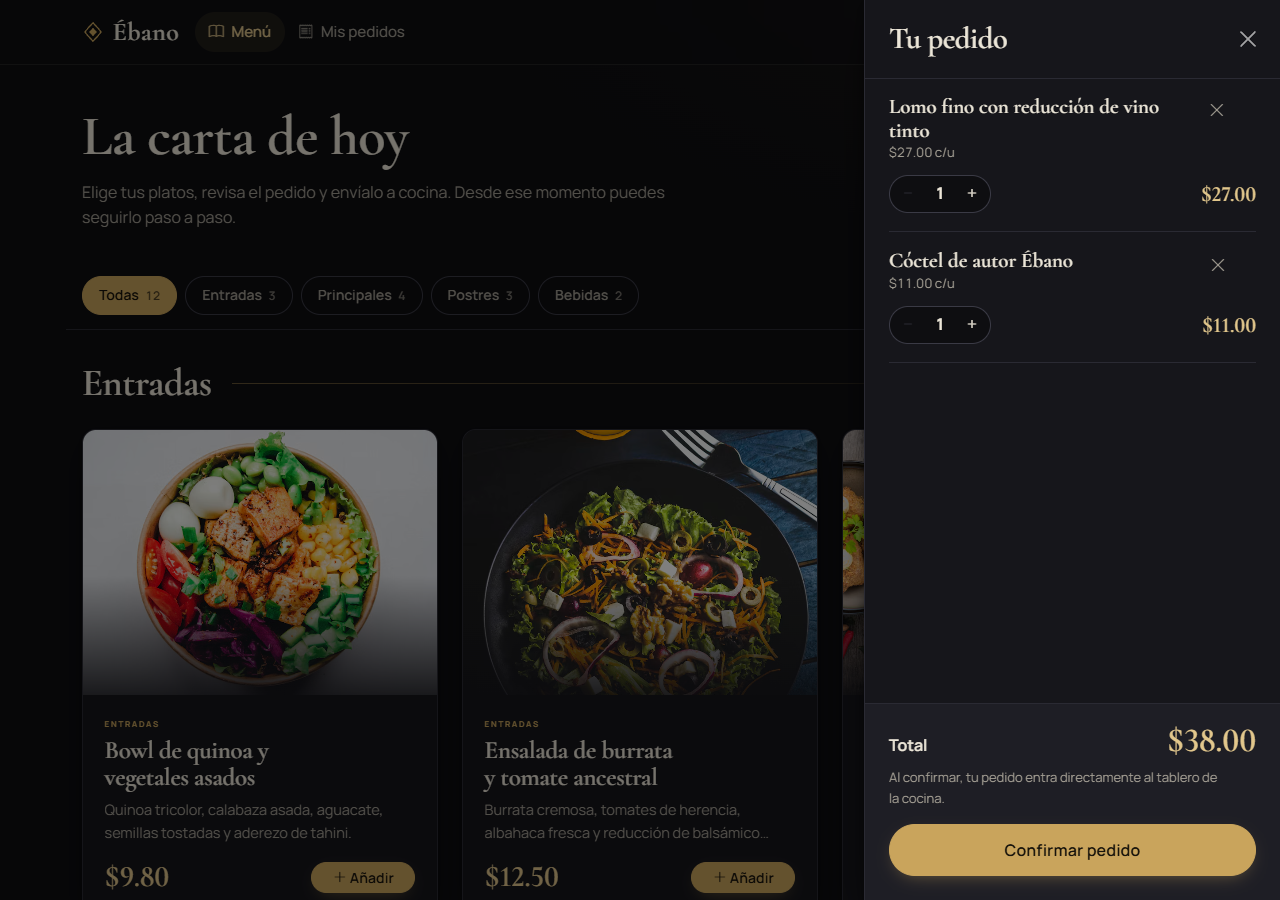 Ébano
Menú
Mis pedidos
La carta de hoy
Elige tus platos, revisa el pedido y envíalo a cocina. Desde ese momento puedes
seguirlo paso a paso.
Todas 12
Entradas 3
Principales 4
Postres 3
Bebidas 2
Entradas
ENTRADAS
Bowl de quinoa y
vegetales asados
Quinoa tricolor, calabaza asada, aguacate,
semillas tostadas y aderezo de tahini.
$9.80
+ Añadir
ENTRADAS
Ensalada de burrata
y tomate ancestral
Burrata cremosa, tomates de herencia,
albahaca fresca y reducción de balsámico...
$12.50
+ Añadir
Tu pedido
Lomo fino con reducción de vino
tinto
$27.00 c/u
− 1 +
$27.00
Cóctel de autor Ébano
$11.00 c/u
− 1 +
$11.00
Total
$38.00
Al confirmar, tu pedido entra directamente al tablero de
la cocina.
Confirmar pedido